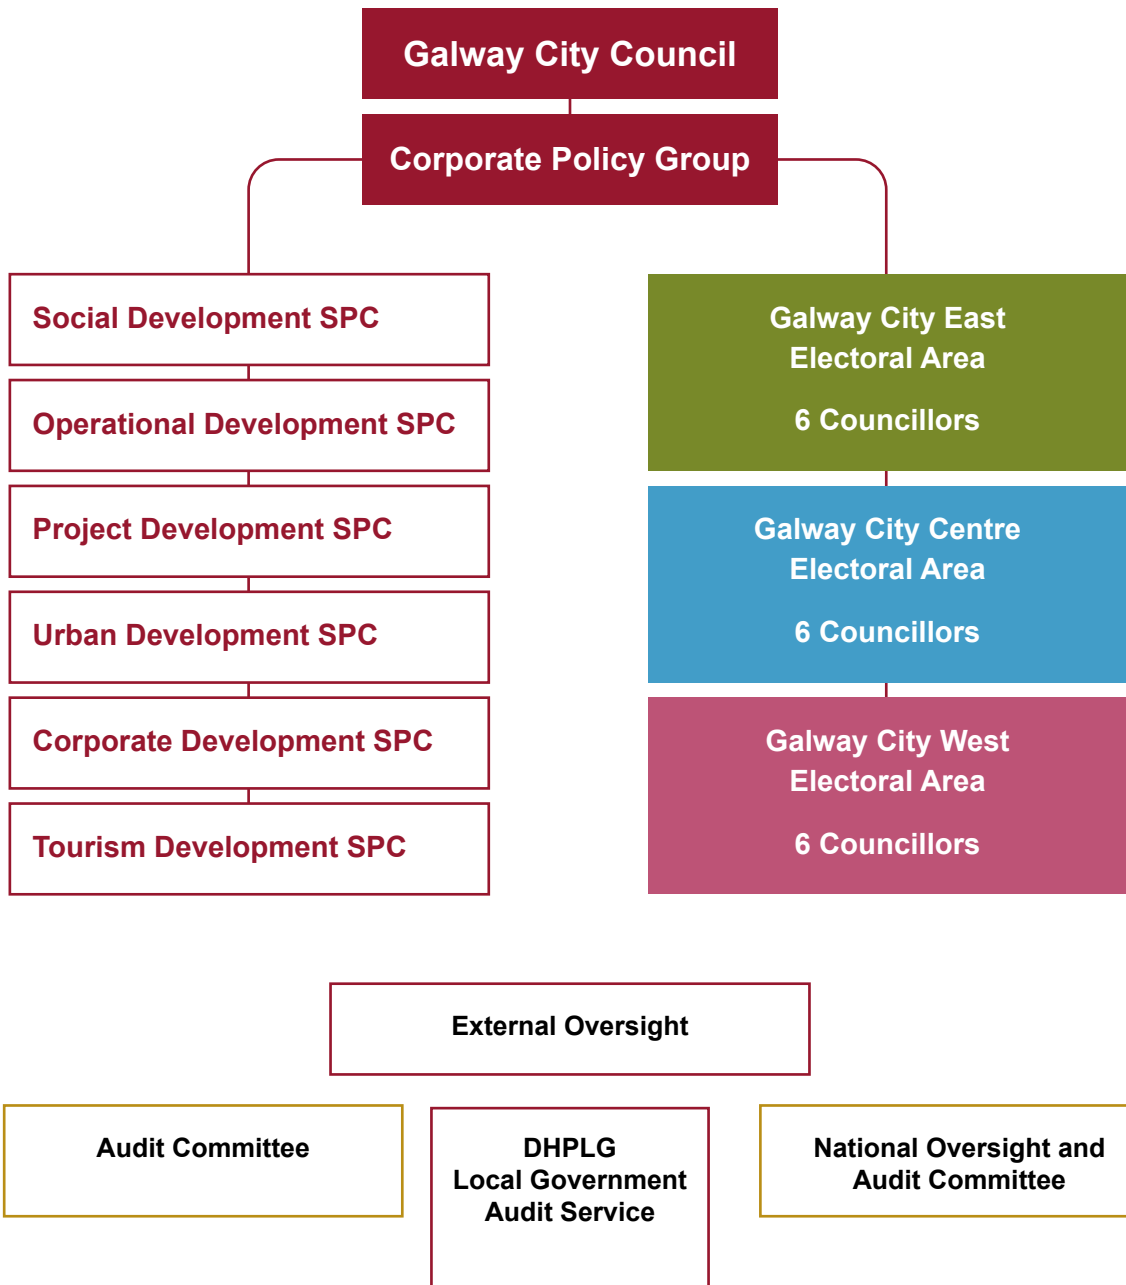 Galway City Council
Corporate Policy Group
Social Development SPC
Operational Development SPC
Project Development SPC
Urban Development SPC
Corporate Development SPC
Tourism Development SPC
Galway City East
Electoral Area
6 Councillors
Galway City Centre
Electoral Area
6 Councillors
Galway City West
Electoral Area
6 Councillors
External Oversight
Audit Committee
DHPLG
Local Government
Audit Service
National Oversight and
Audit Committee